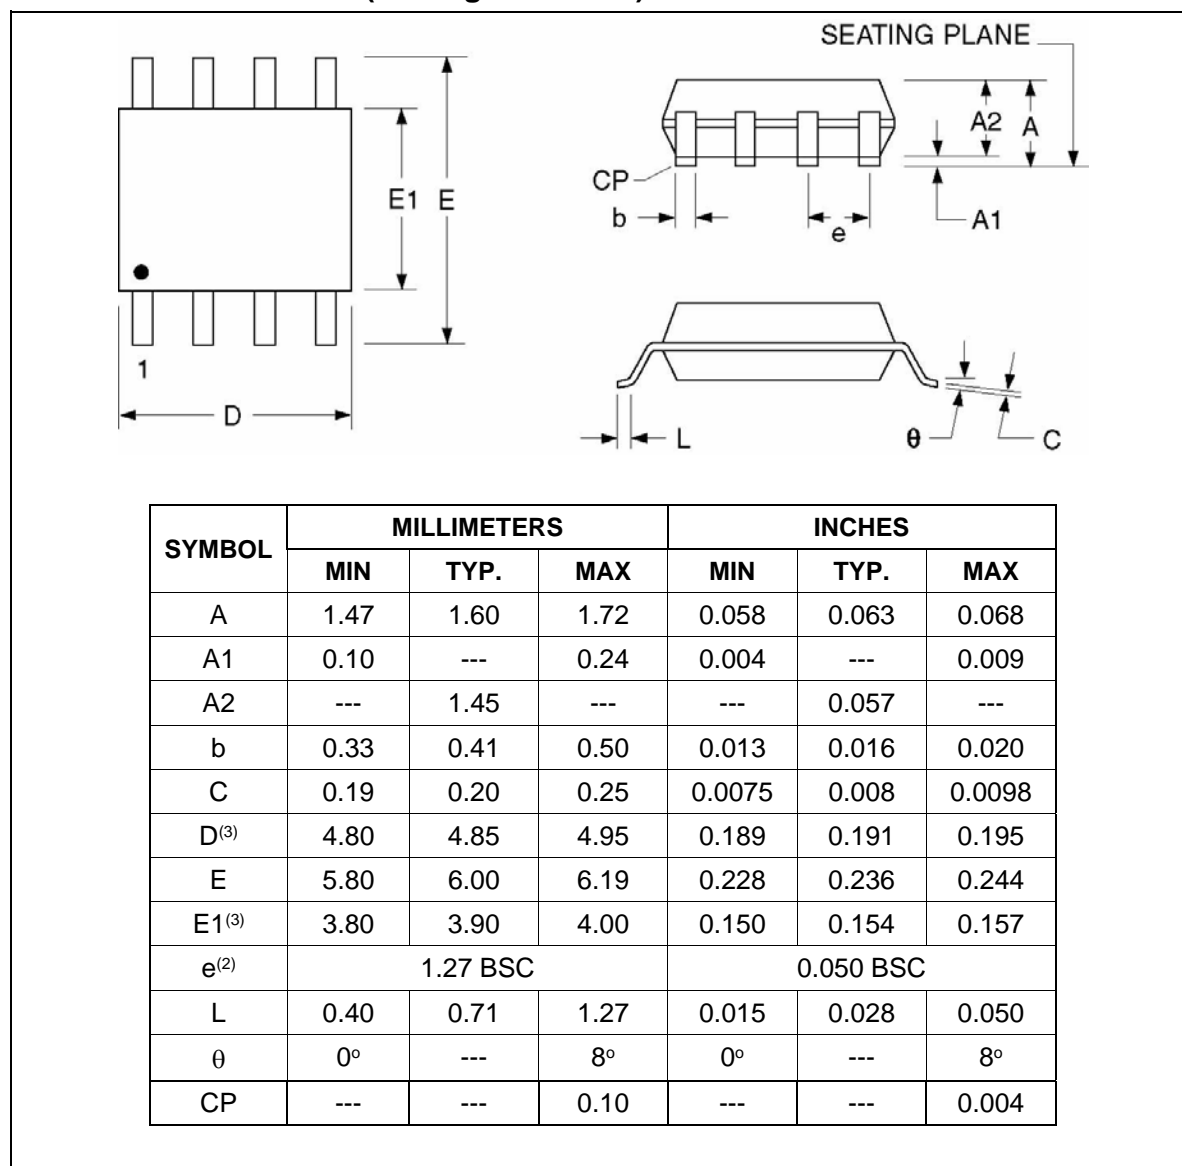 SEATING PLANE
A2 A
E1 E
CP
b e A1
1
D
L θ C
SYMBOL MILLIMETERS INCHES
MIN TYP. MAX MIN TYP. MAX
A 1.47 1.60 1.72 0.058 0.063 0.068
A1 0.10 --- 0.24 0.004 --- 0.009
A2 --- 1.45 --- --- 0.057 ---
b 0.33 0.41 0.50 0.013 0.016 0.020
C 0.19 0.20 0.25 0.0075 0.008 0.0098
D(3) 4.80 4.85 4.95 0.189 0.191 0.195
E 5.80 6.00 6.19 0.228 0.236 0.244
E1(3) 3.80 3.90 4.00 0.150 0.154 0.157
e(2) 1.27 BSC 0.050 BSC
L 0.40 0.71 1.27 0.015 0.028 0.050
θ 0º --- 8º 0º --- 8º
CP --- --- 0.10 --- --- 0.004